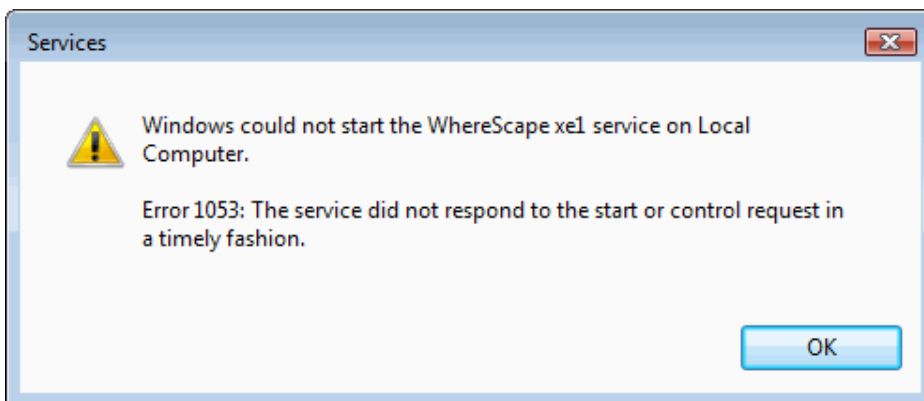 Services
Windows could not start the WhereScape xe1 service on Local
Computer.
Error 1053: The service did not respond to the start or control request in
a timely fashion.
OK